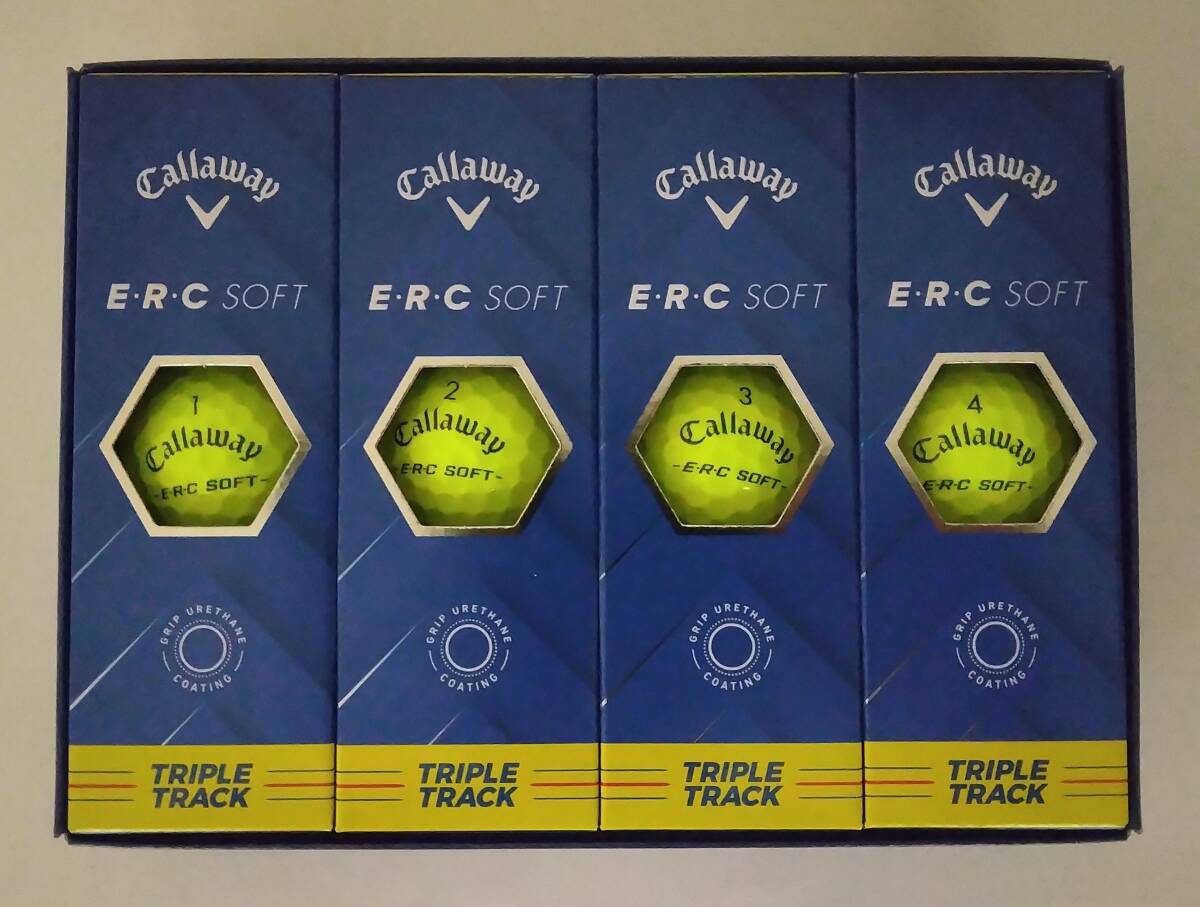 Callaway
E·R·C SOFT
1
Callaway
-E·R·C SOFT-
GRIP URETHANE
COATING
TRIPLE
TRACK
Callaway
E·R·C SOFT
2
Callaway
-E·R·C SOFT-
GRIP URETHANE
COATING
TRIPLE
TRACK
Callaway
E·R·C SOFT
3
Callaway
-E·R·C SOFT-
GRIP URETHANE
COATING
TRIPLE
TRACK
Callaway
E·R·C SOFT
4
Callaway
E·R·C SOFT-
GRIP URETHANE
COATING
TRIPLE
TRACK